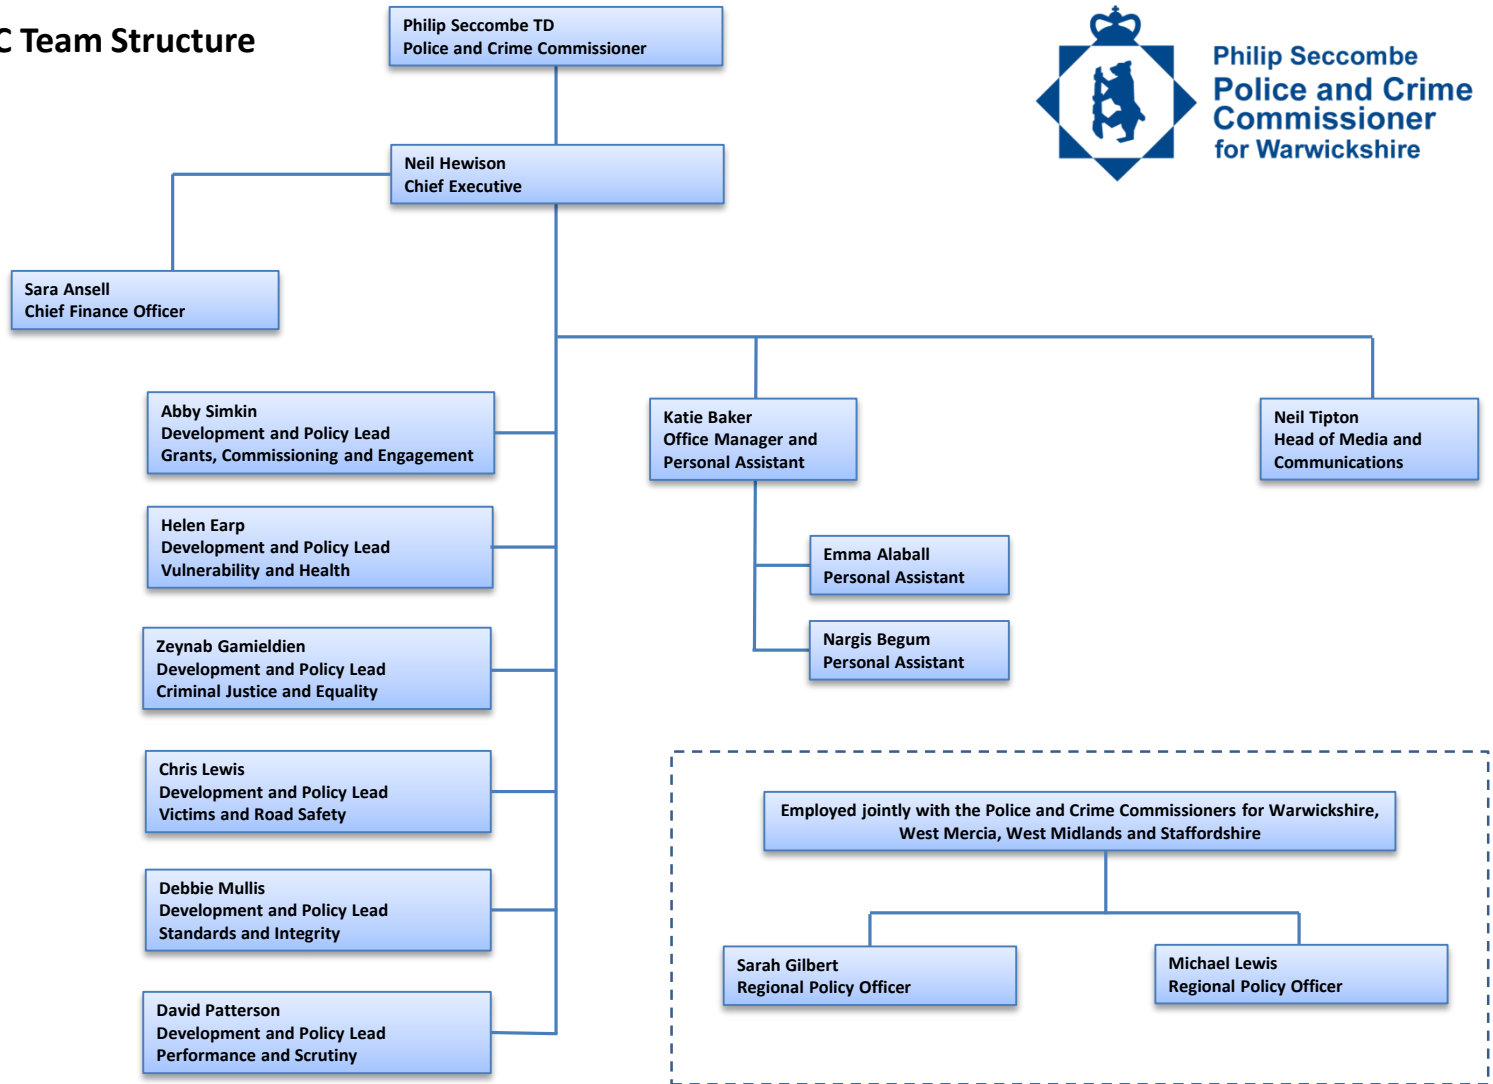 C Team Structure
Philip Seccombe TD
Police and Crime Commissioner
Philip Seccombe
Police and Crime
Commissioner
for Warwickshire
Neil Hewison
Chief Executive
Sara Ansell
Chief Finance Officer
Abby Simkin
Development and Policy Lead
Grants, Commissioning and Engagement
Katie Baker
Office Manager and
Personal Assistant
Neil Tipton
Head of Media and
Communications
Helen Earp
Development and Policy Lead
Vulnerability and Health
Emma Alaball
Personal Assistant
Nargis Begum
Personal Assistant
Zeynab Gamieldien
Development and Policy Lead
Criminal Justice and Equality
Chris Lewis
Development and Policy Lead
Victims and Road Safety
Debbie Mullis
Development and Policy Lead
Standards and Integrity
David Patterson
Development and Policy Lead
Performance and Scrutiny
Employed jointly with the Police and Crime Commissioners for Warwickshire,
West Mercia, West Midlands and Staffordshire
Sarah Gilbert
Regional Policy Officer
Michael Lewis
Regional Policy Officer